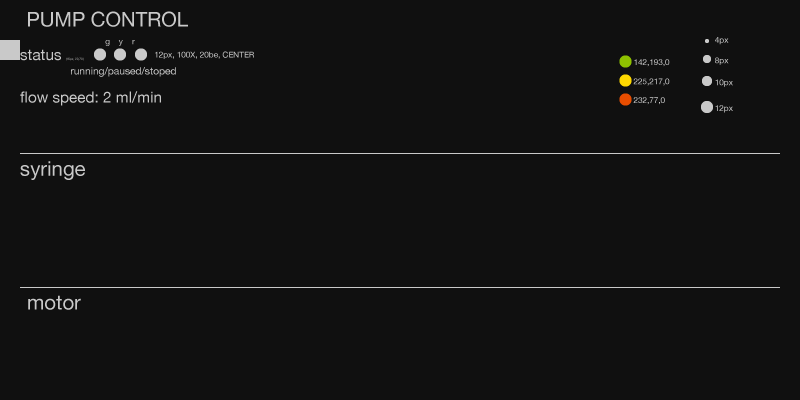 PUMP CONTROL
g y r
status
12px, 100X, 20be, CENTER
running/paused/stoped
flow speed: 2 ml/min
142,193,0
225,217,0
232,77,0
4px
8px
10px
12px
syringe
motor